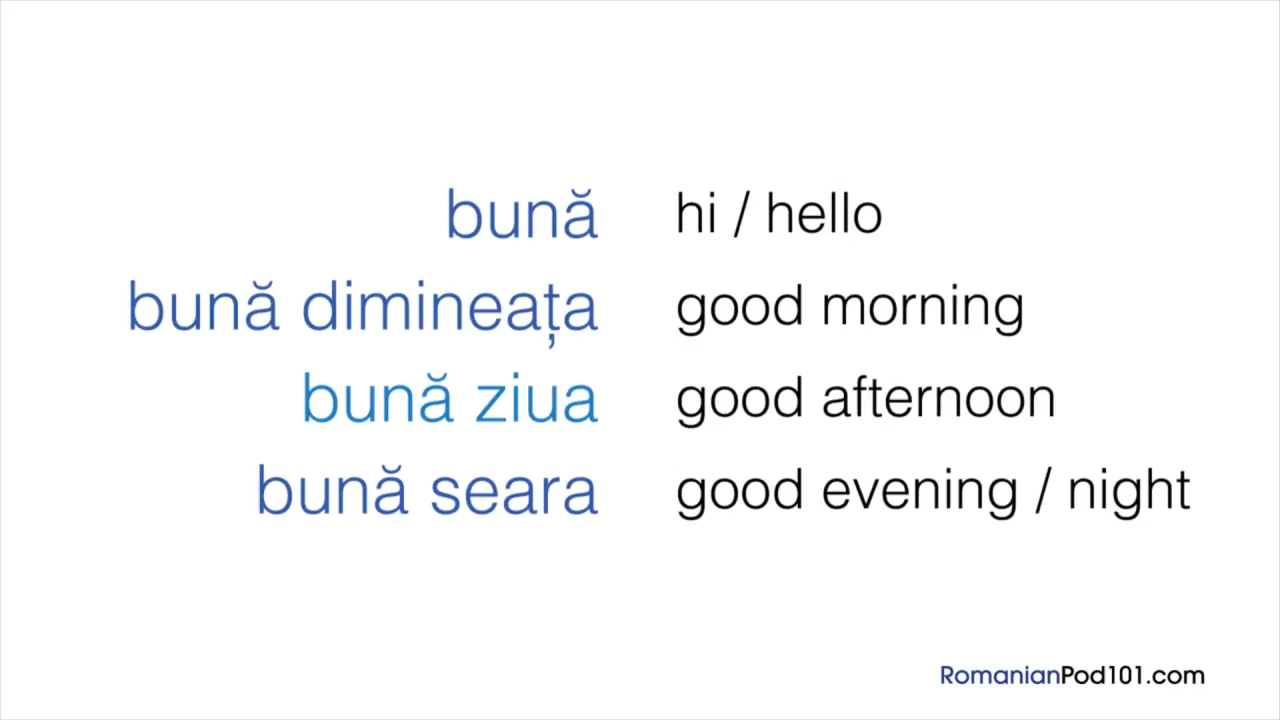 bună hi / hello
bună dimineața good morning
bună ziua good afternoon
bună seara good evening / night
RomanianPod101.com